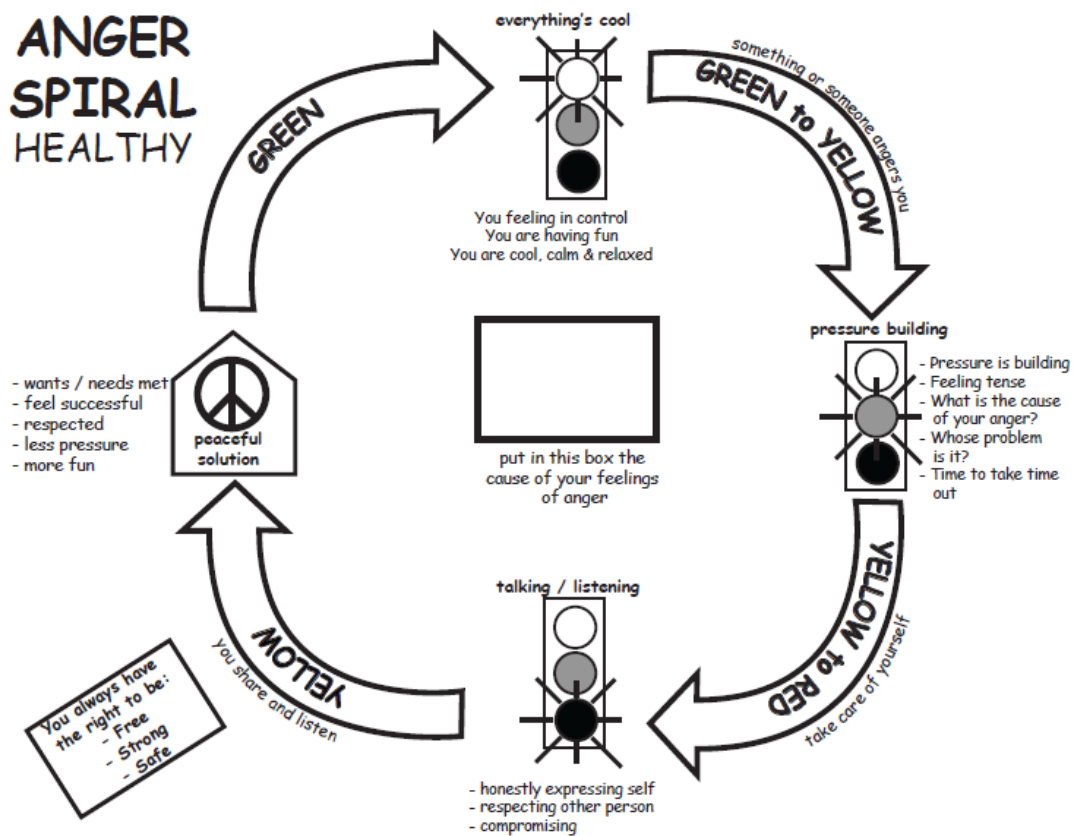 ANGER
SPIRAL
HEALTHY
GREEN
everything's cool
You feeling in control
You are having fun
You are cool, calm & relaxed
something or someone angers you
GREEN to YELLOW
pressure building
- Pressure is building
- Feeling tense
- What is the cause
of your anger?
- Whose problem
is it?
- Time to take time
out
YELLOW to RED
take care of yourself
talking / listening
- honestly expressing self
- respecting other person
- compromising
YELLOW
you share and listen
peaceful
solution
- wants / needs met
- feel successful
- respected
- less pressure
- more fun
put in this box the
cause of your feelings
of anger
You always have
the right to be:
- Free
- Strong
- Safe